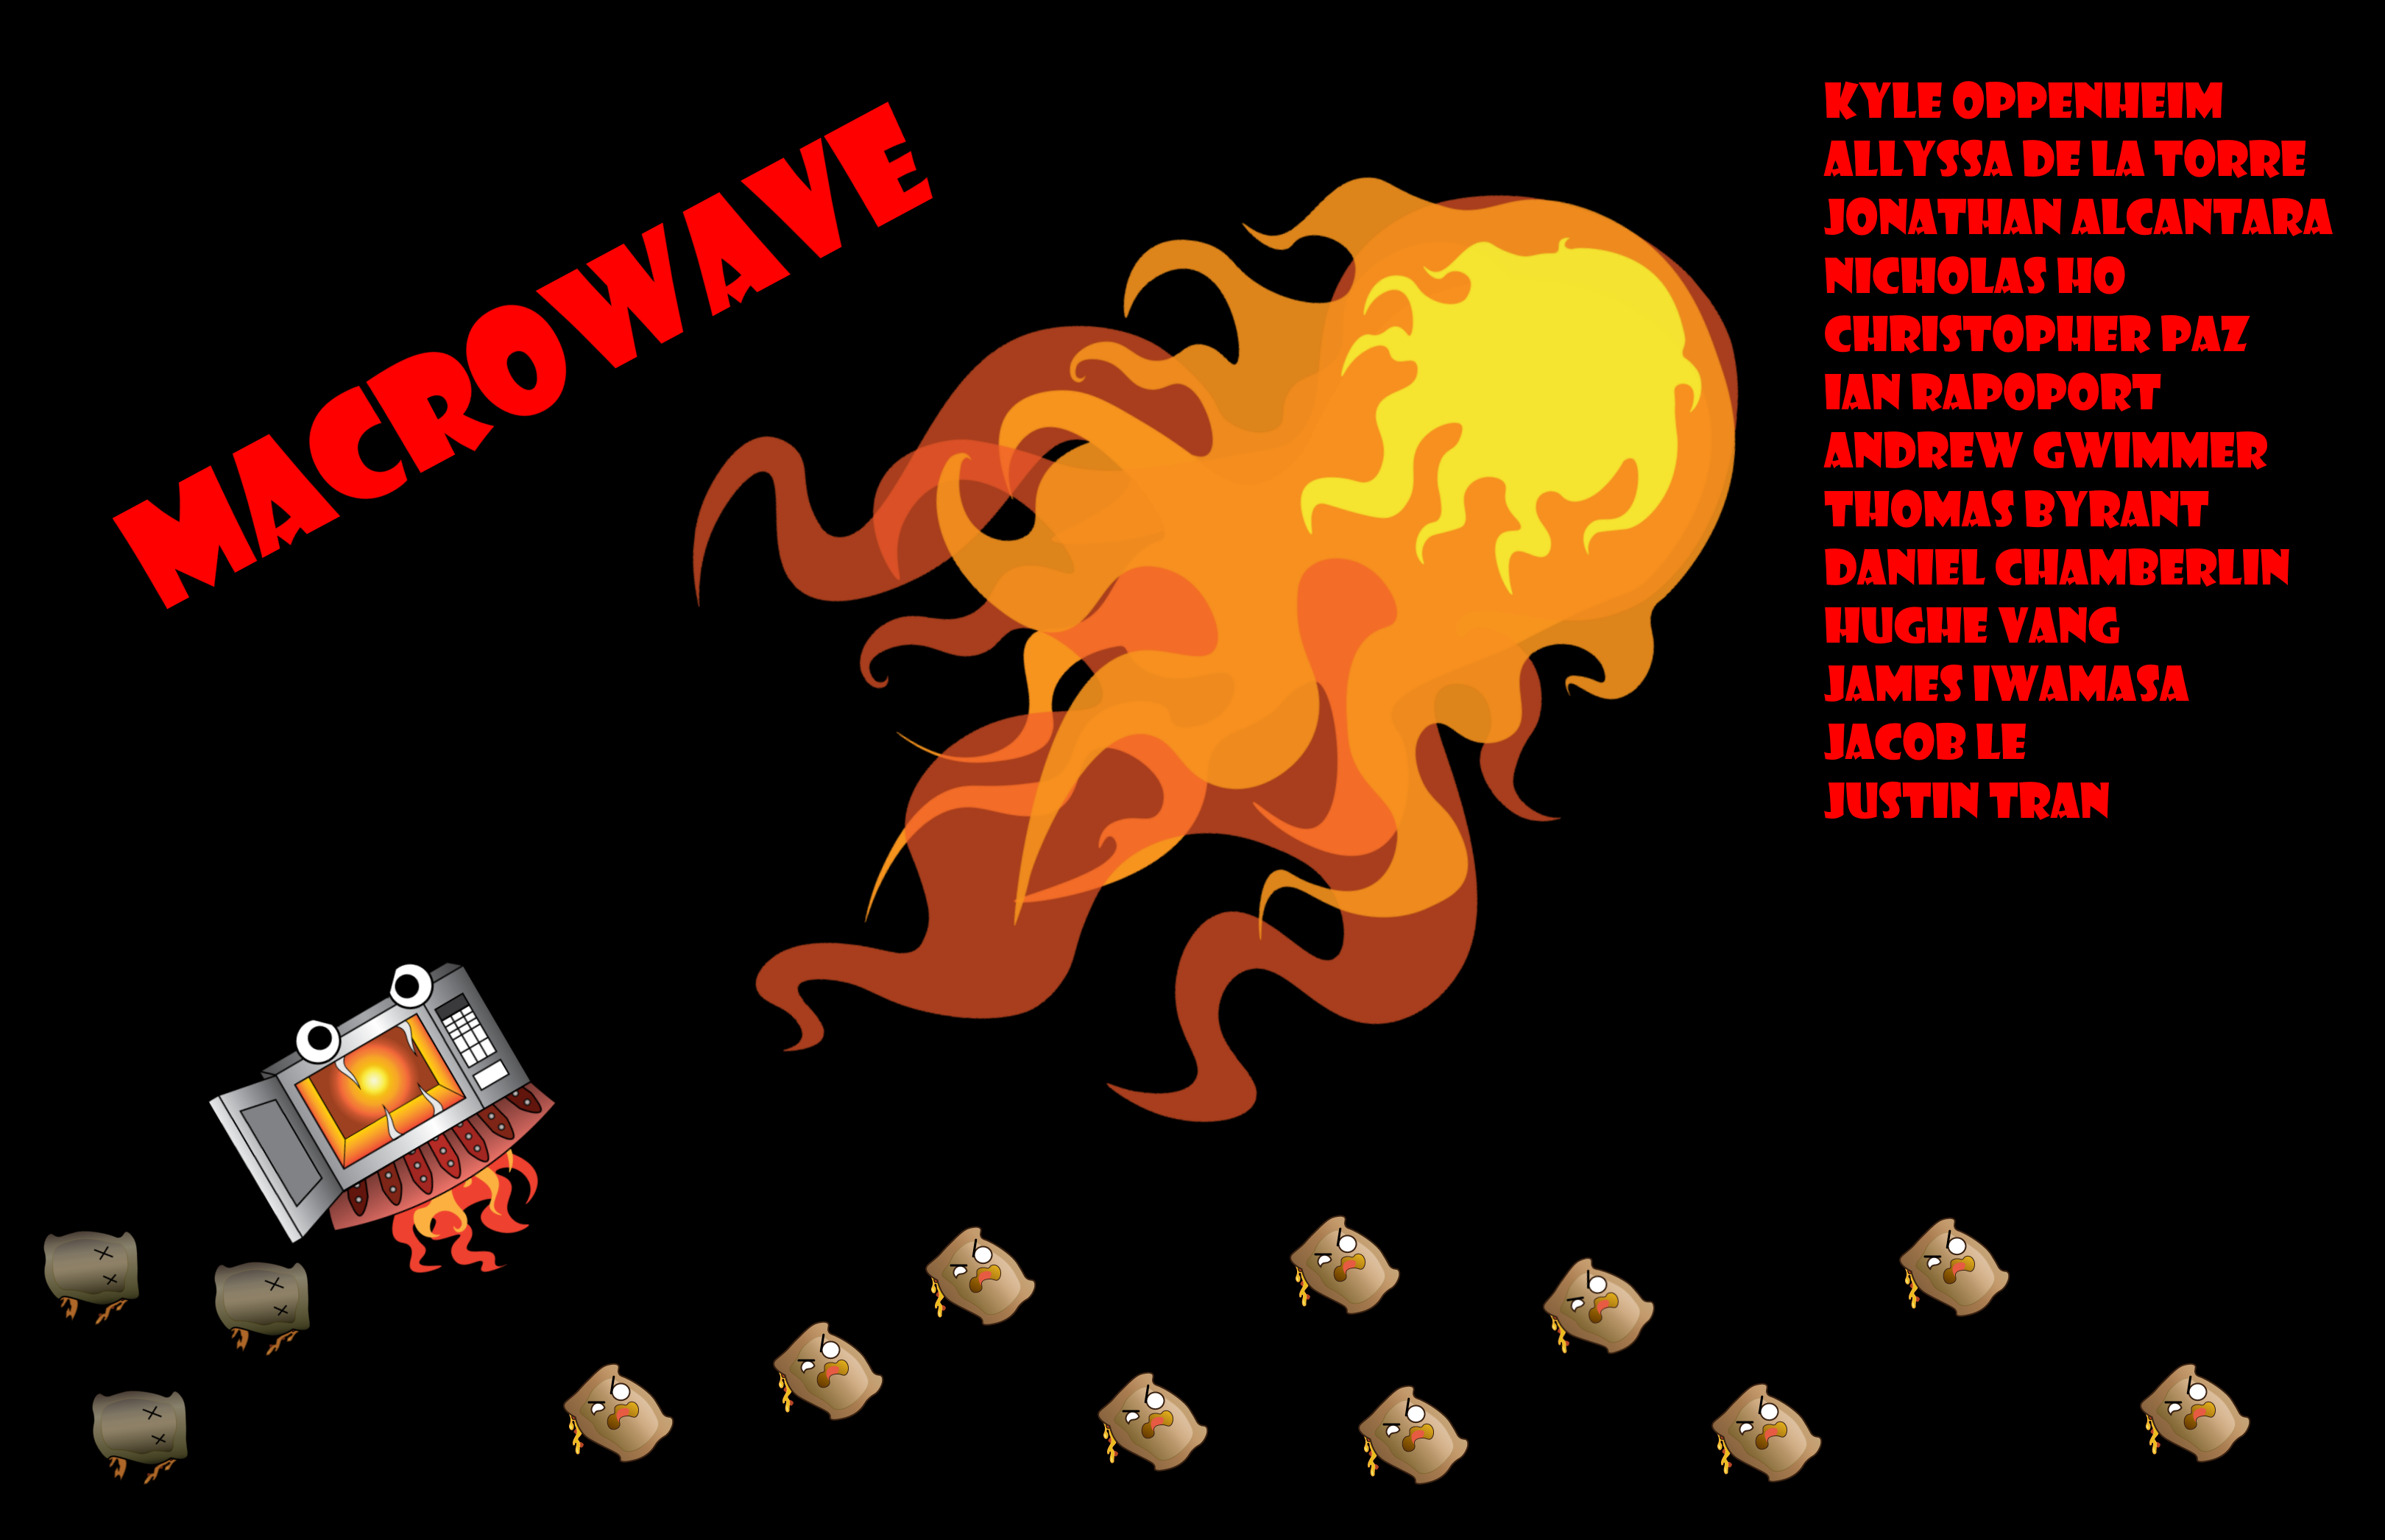 MACROWAVE
KYLE OPPENHEIM
ALLYSSA DE LA TORRE
JONATHAN ALCANTARA
NICHOLAS HO
CHRISTOPHER PAZ
IAN RAPOPORT
ANDREW GWIMMER
THOMAS BYRANT
DANIEL CHAMBERLIN
HUGHE VANG
JAMES IWAMASA
JACOB LE
JUSTIN TRAN